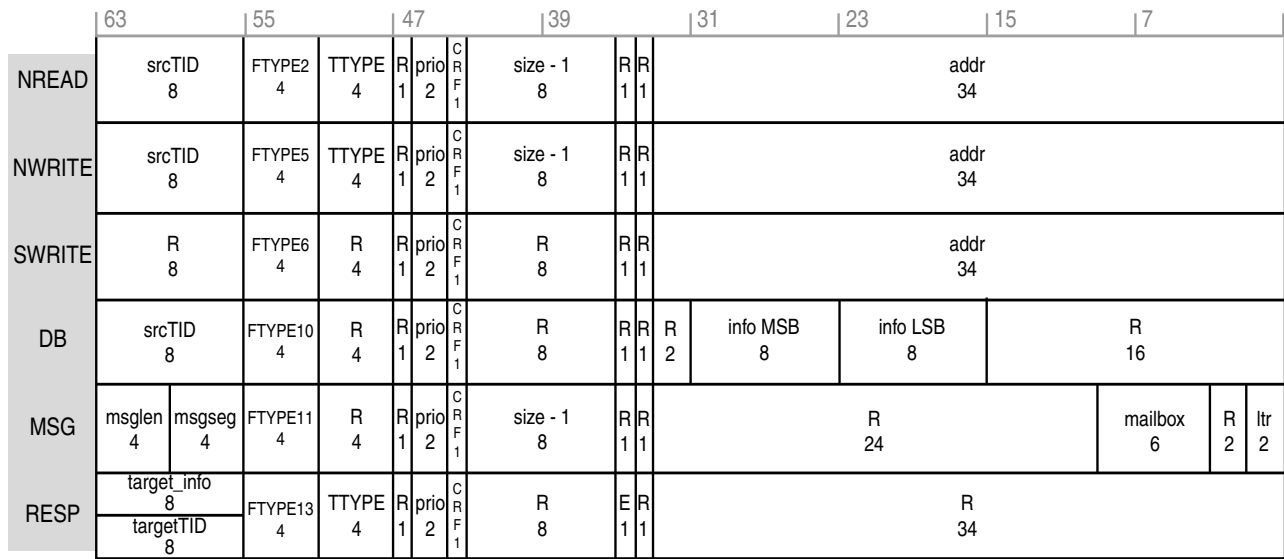 63 55 47 39 31 23 15 7
NREAD
srcTID
8
FTYPE2
4
TTYPE
4
R
1
prio
2
C
R
F
1
size - 1
8
R
1
R
1
addr
34
NWRITE
srcTID
8
FTYPE5
4
TTYPE
4
R
1
prio
2
C
R
F
1
size - 1
8
R
1
R
1
addr
34
SWRITE
R
8
FTYPE6
4
R
4
R
1
prio
2
C
R
F
1
R
8
R
1
R
1
addr
34
DB
srcTID
8
FTYPE10
4
R
4
R
1
prio
2
C
R
F
1
R
8
R
1
R
1
R
2
info MSB
8
info LSB
8
R
16
MSG
msglen
4
msgseg
4
FTYPE11
4
R
4
R
1
prio
2
C
R
F
1
size - 1
8
R
1
R
1
R
24
mailbox
6
R
2
ltr
2
RESP
target_info
8
targetTID
8
FTYPE13
4
TTYPE
4
R
1
prio
2
C
R
F
1
R
8
E
1
R
1
R
34